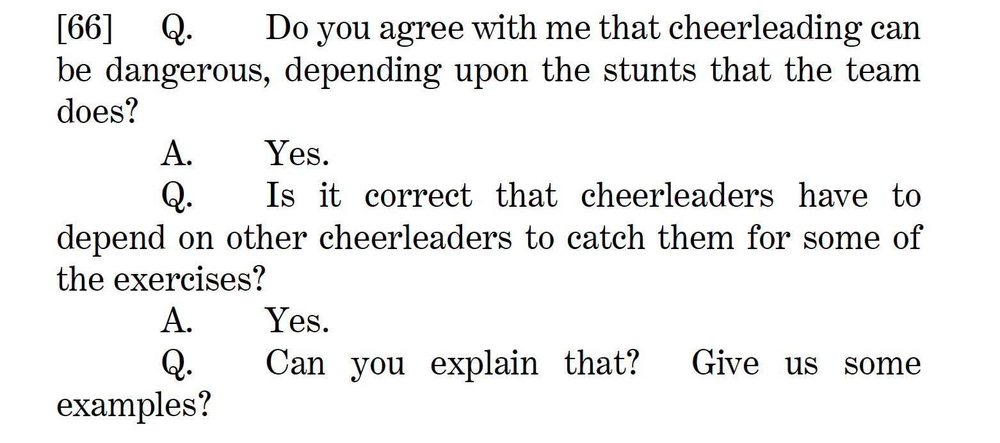 [66] Q. Do you agree with me that cheerleading can
be dangerous, depending upon the stunts that the team
does?
A. Yes.
Q. Is it correct that cheerleaders have to
depend on other cheerleaders to catch them for some of
the exercises?
A. Yes.
Q. Can you explain that? Give us some
examples?